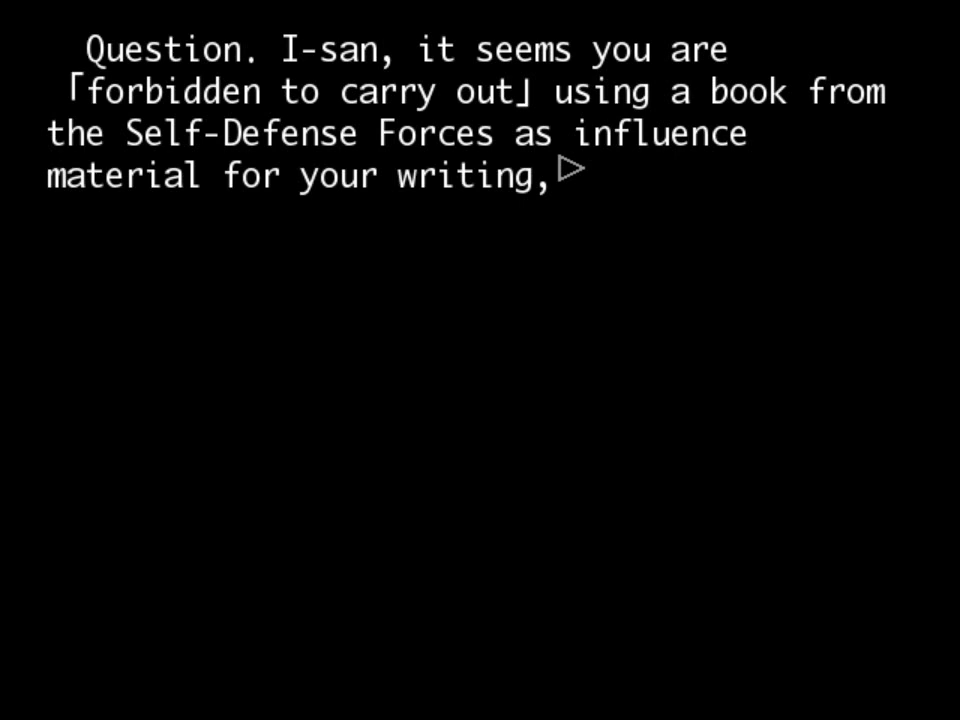 Question. I-san, it seems you are
「forbidden to carry out」 using a book from
the Self-Defense Forces as influence
material for your writing,